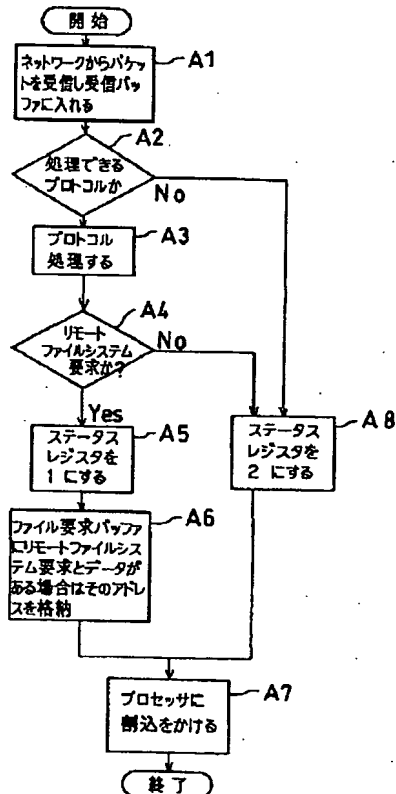 開始
ネットワークからパケッ
トを受信し受信バッ
ファに入れる
A1
A2
処理できる
プロトコルか
No
プロトコル
処理する
A3
A4
リモート
ファイルシステム
要求か?
No
Yes
ステータス
レジスタを
1 にする
A5
ステータス
レジスタを
2 にする
A8
ファイル要求バッファ
にリモートファイルシス
テム要求とデータが
ある場合はそのアドレ
スを格納
A6
プロセッサに
割込をかける
A7
終了